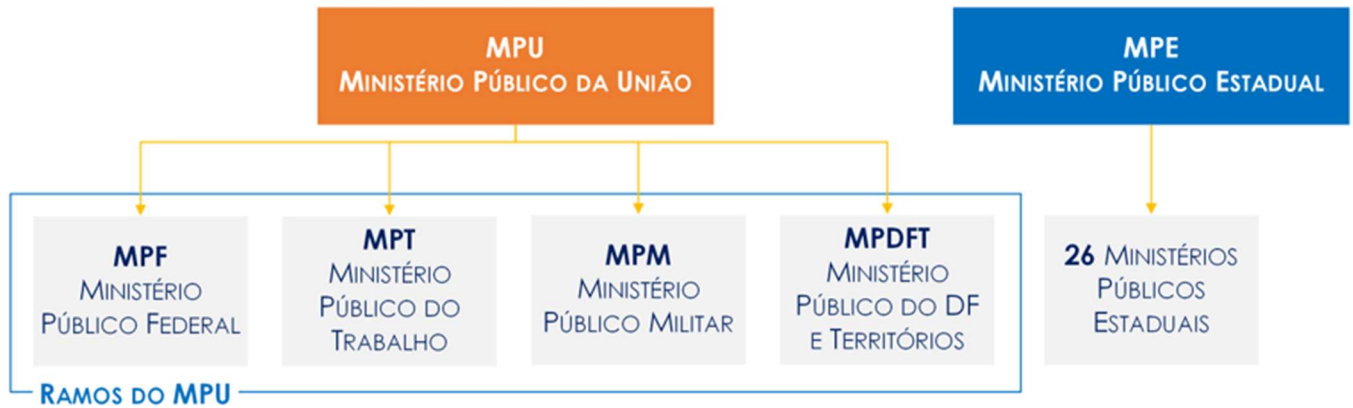 MPU
MINISTÉRIO PÚBLICO DA UNIÃO
MPE
MINISTÉRIO PÚBLICO ESTADUAL
MPF
MINISTÉRIO
PÚBLICO FEDERAL
MPT
MINISTÉRIO
PÚBLICO DO
TRABALHO
MPM
MINISTÉRIO
PÚBLICO MILITAR
MPDFT
MINISTÉRIO
PÚBLICO DO DF
E TERRITÓRIOS
26 MINISTÉRIOS
PÚBLICOS
ESTADUAIS
RAMOS DO MPU